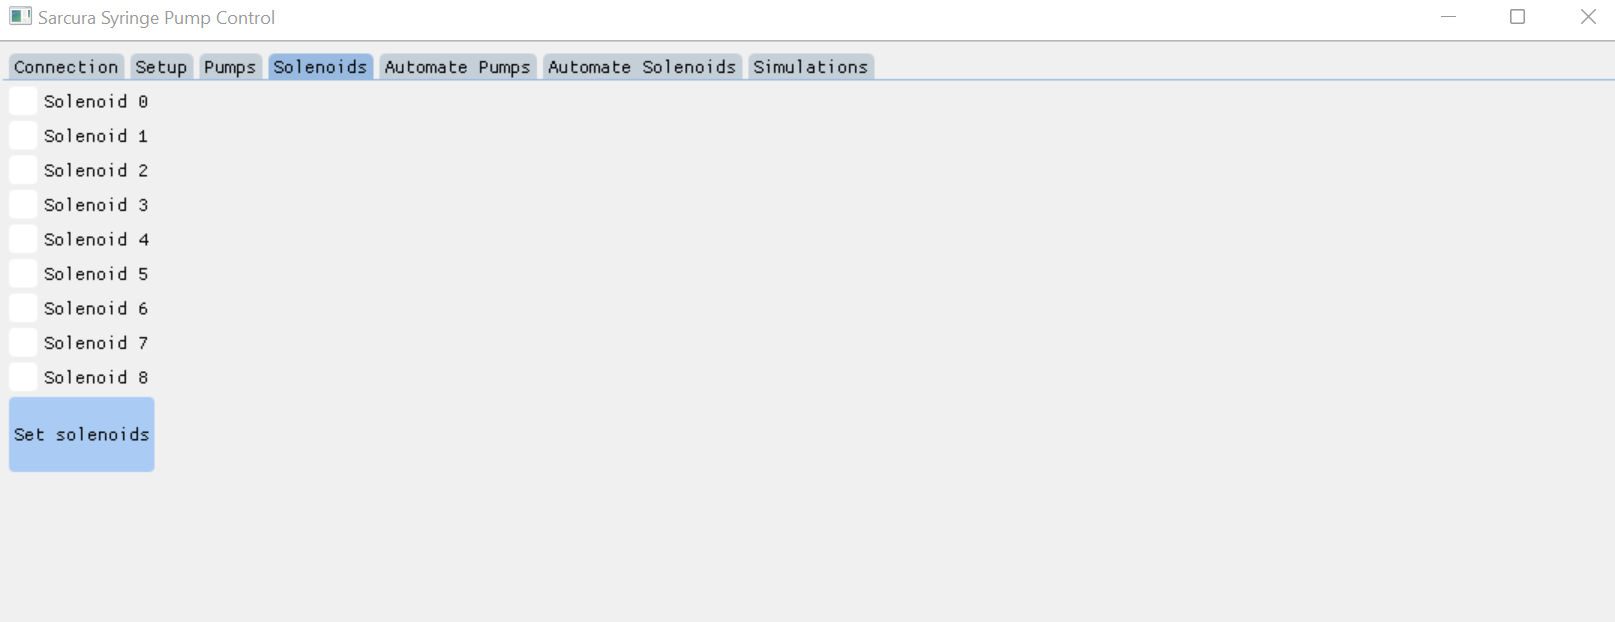 Sarcura Syringe Pump Control
Connection Setup Pumps Solenoids Automate Pumps Automate Solenoids Simulations
Solenoid 0
Solenoid 1
Solenoid 2
Solenoid 3
Solenoid 4
Solenoid 5
Solenoid 6
Solenoid 7
Solenoid 8
Set solenoids